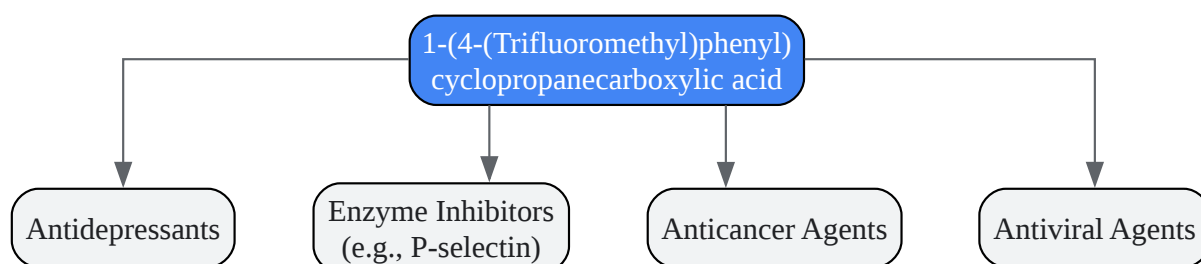 1-(4-(Trifluoromethyl)phenyl)
cyclopropanecarboxylic acid
Antidepressants
Enzyme Inhibitors
(e.g., P-selectin)
Anticancer Agents
Antiviral Agents